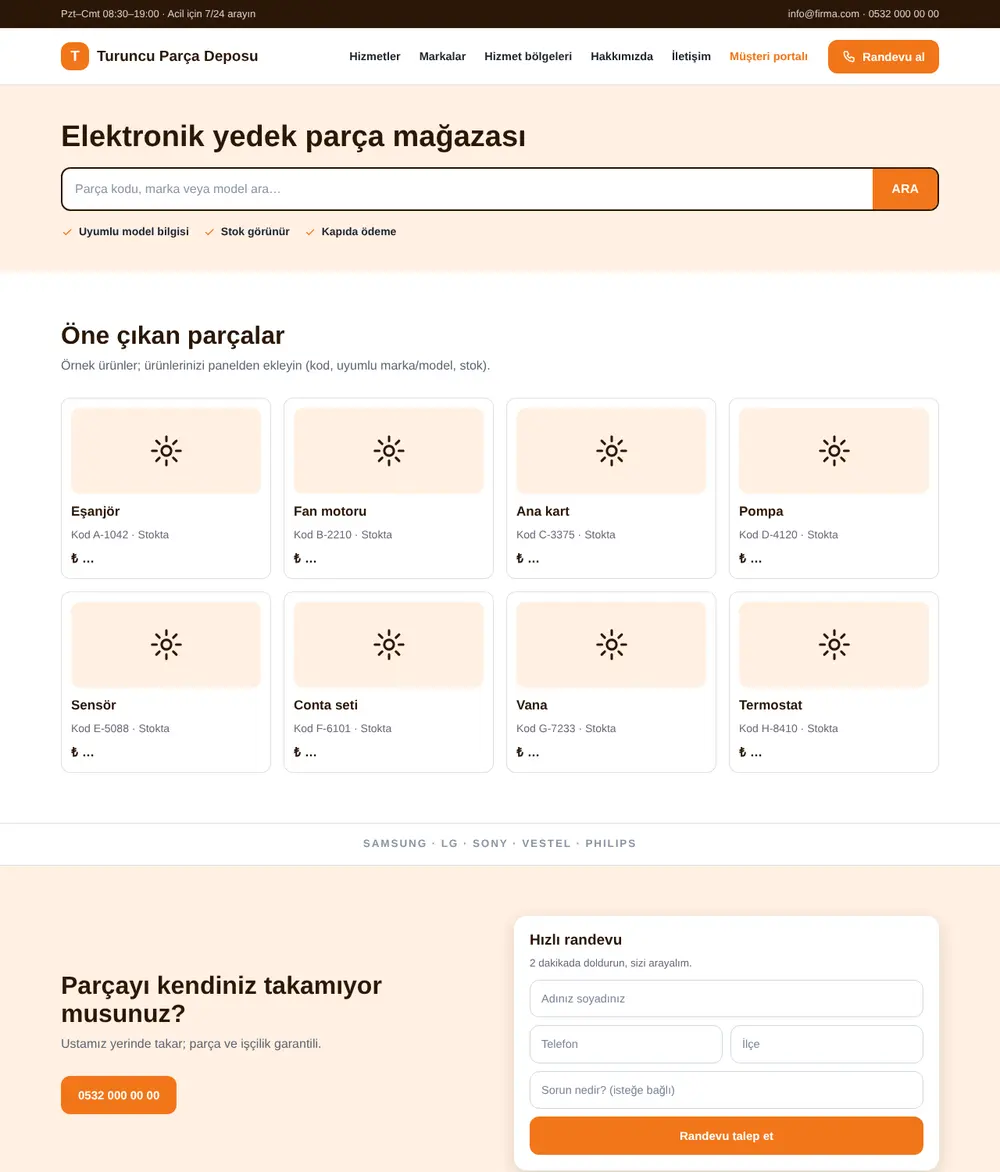 Pzt–Cmt 08:30–19:00 · Acil için 7/24 arayın
info@firma.com · 0532 000 00 00
T Turuncu Parça Deposu
Hizmetler Markalar Hizmet bölgeleri Hakkımızda İletişim Müşteri portalı Randevu al
Elektronik yedek parça mağazası
Parça kodu, marka veya model ara…
ARA
Uyumlu model bilgisi Stok görünür Kapıda ödeme
Öne çıkan parçalar
Örnek ürünler; ürünlerinizi panelden ekleyin (kod, uyumlu marka/model, stok).
Eşanjör
Kod A-1042 · Stokta
₺ …
Fan motoru
Kod B-2210 · Stokta
₺ …
Ana kart
Kod C-3375 · Stokta
₺ …
Pompa
Kod D-4120 · Stokta
₺ …
Sensör
Kod E-5088 · Stokta
₺ …
Conta seti
Kod F-6101 · Stokta
₺ …
Vana
Kod G-7233 · Stokta
₺ …
Termostat
Kod H-8410 · Stokta
₺ …
SAMSUNG · LG · SONY · VESTEL · PHILIPS
Parçayı kendiniz takamıyor
musunuz?
Ustamız yerinde takar; parça ve işçilik garantili.
0532 000 00 00
Hızlı randevu
2 dakikada doldurun, sizi arayalım.
Adınız soyadınız
Telefon
İlçe
Sorun nedir? (isteğe bağlı)
Randevu talep et